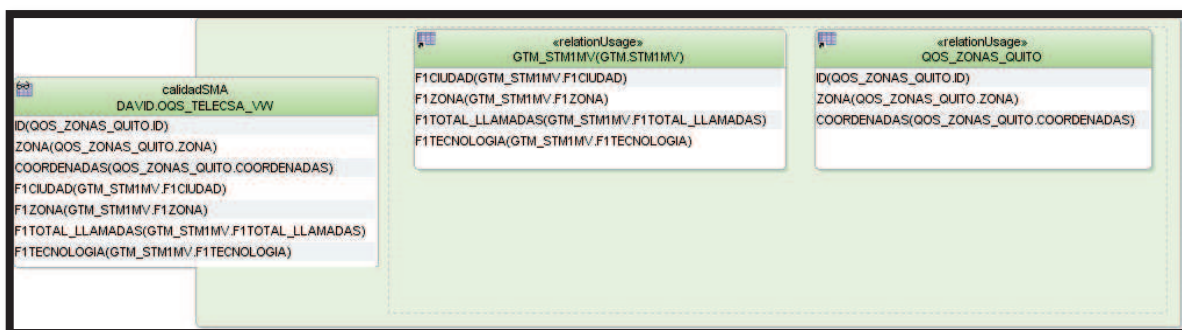 calidadSMA
DAVID.OQS_TELECSA_VW
ID(QOS_ZONAS_QUITO.ID)
ZONA(QOS_ZONAS_QUITO.ZONA)
COORDENADAS(QOS_ZONAS_QUITO.COORDENADAS)
F1CIUDAD(GTM_STM1MV.F1CIUDAD)
F1ZONA(GTM_STM1MV.F1ZONA)
F1TOTAL_LLAMADAS(GTM_STM1MV.F1TOTAL_LLAMADAS)
F1TECNOLOGIA(GTM_STM1MV.F1TECNOLOGIA)
«relationUsage»
GTM_STM1MV(GTM.STM1MV)
F1CIUDAD(GTM_STM1MV.F1CIUDAD)
F1ZONA(GTM_STM1MV.F1ZONA)
F1TOTAL_LLAMADAS(GTM_STM1MV.F1TOTAL_LLAMADAS)
F1TECNOLOGIA(GTM_STM1MV.F1TECNOLOGIA)
«relationUsage»
QOS_ZONAS_QUITO
ID(QOS_ZONAS_QUITO.ID)
ZONA(QOS_ZONAS_QUITO.ZONA)
COORDENADAS(QOS_ZONAS_QUITO.COORDENADAS)